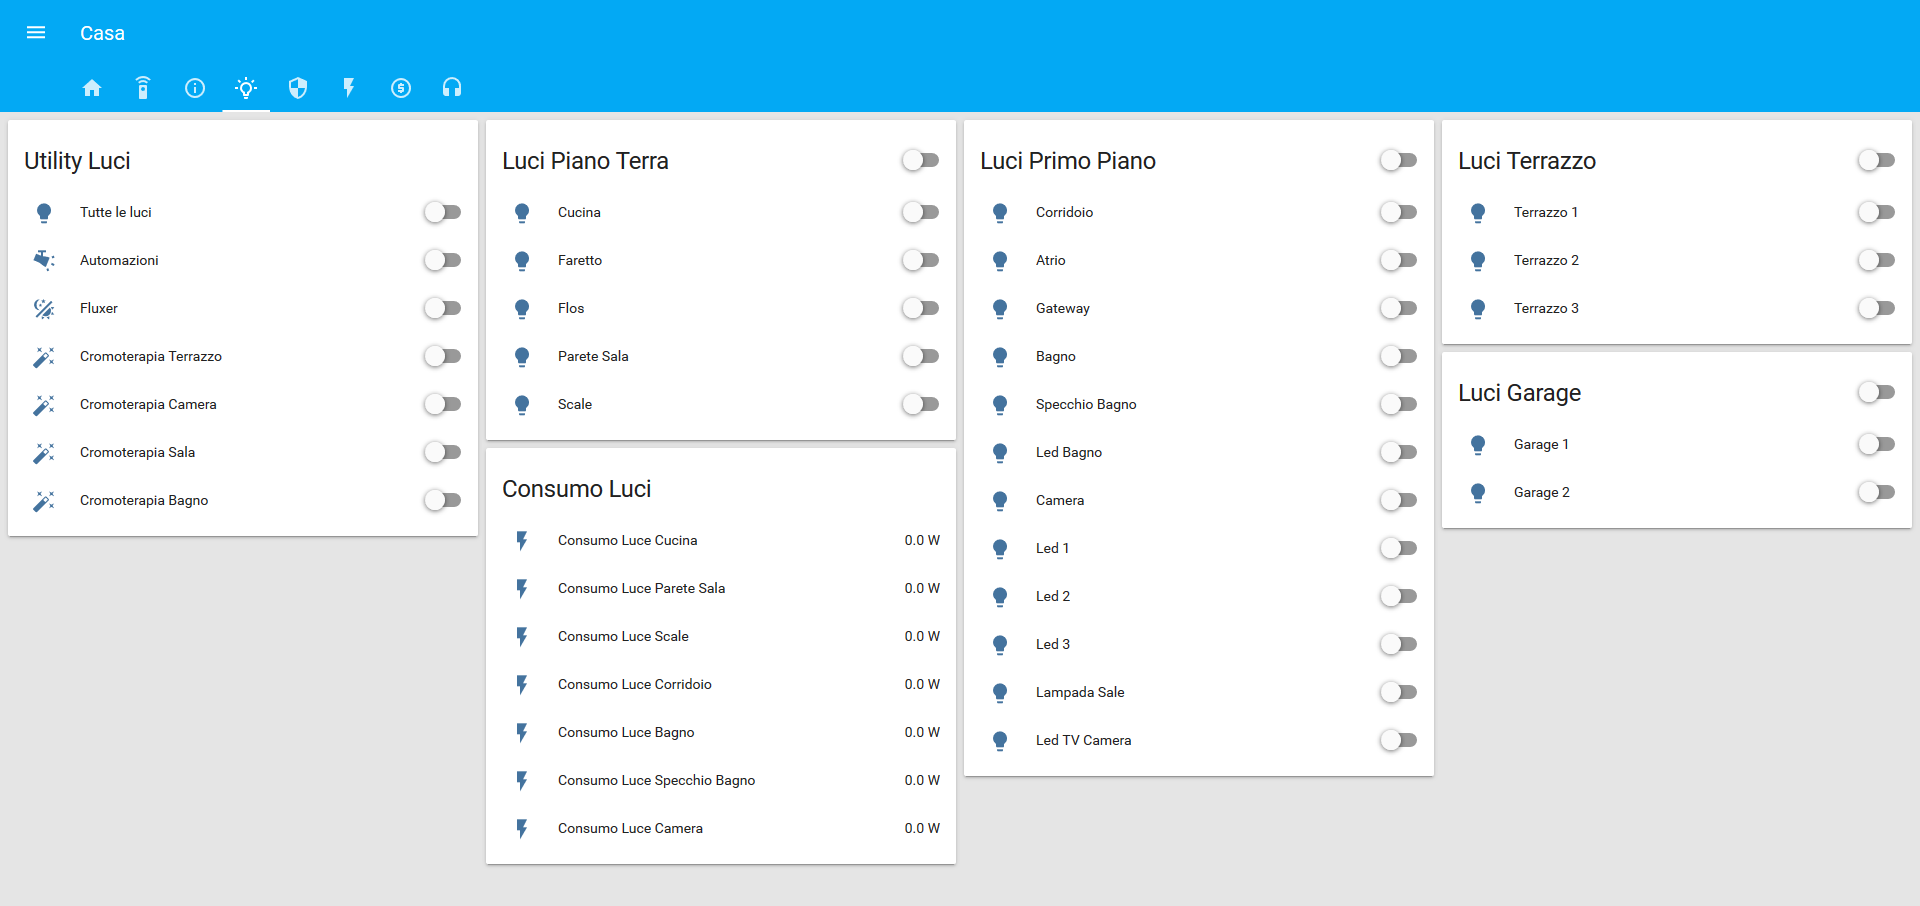 Casa
Utility Luci
Tutte le luci
Automazioni
Fluxer
Cromoterapia Terrazzo
Cromoterapia Camera
Cromoterapia Sala
Cromoterapia Bagno
Luci Piano Terra
Cucina
Faretto
Flos
Parete Sala
Scale
Consumo Luci
Consumo Luce Cucina 0.0 W
Consumo Luce Parete Sala 0.0 W
Consumo Luce Scale 0.0 W
Consumo Luce Corridoio 0.0 W
Consumo Luce Bagno 0.0 W
Consumo Luce Specchio Bagno 0.0 W
Consumo Luce Camera 0.0 W
Luci Primo Piano
Corridoio
Atrio
Gateway
Bagno
Specchio Bagno
Led Bagno
Camera
Led 1
Led 2
Led 3
Lampada Sale
Led TV Camera
Luci Terrazzo
Terrazzo 1
Terrazzo 2
Terrazzo 3
Luci Garage
Garage 1
Garage 2